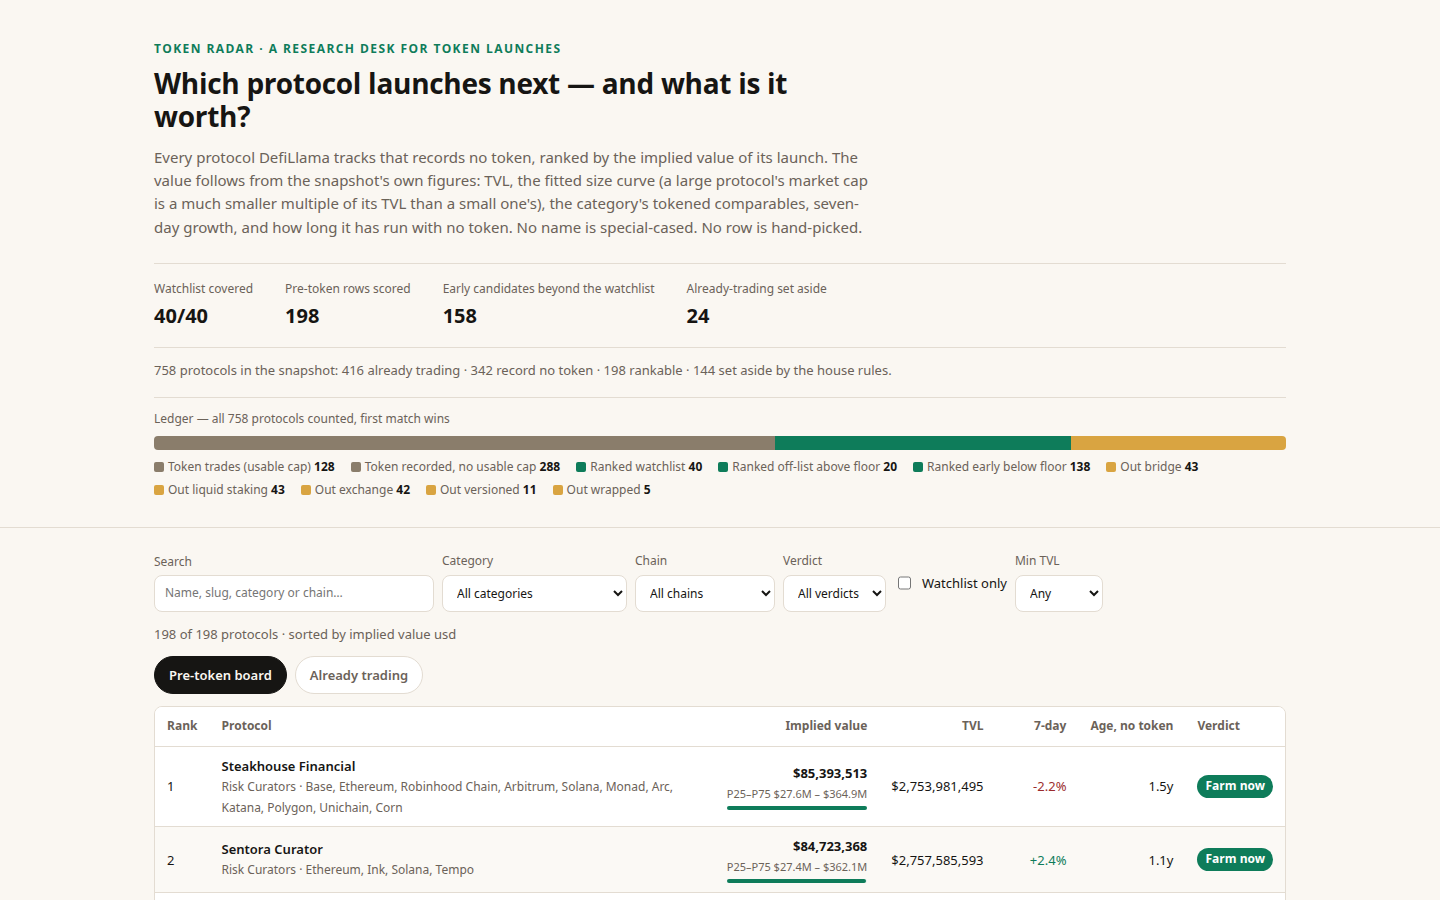 TOKEN RADAR · A RESEARCH DESK FOR TOKEN LAUNCHES
Which protocol launches next — and what is it
worth?
Every protocol DefiLlama tracks that records no token, ranked by the implied value of its launch. The
value follows from the snapshot's own figures: TVL, the fitted size curve (a large protocol's market cap
is a much smaller multiple of its TVL than a small one's), the category's tokened comparables, seven-
day growth, and how long it has run with no token. No name is special-cased. No row is hand-picked.
Watchlist covered Pre-token rows scored Early candidates beyond the watchlist Already-trading set aside
40/40 198 158 24
758 protocols in the snapshot: 416 already trading · 342 record no token · 198 rankable · 144 set aside by the house rules.
Ledger — all 758 protocols counted, first match wins
Token trades (usable cap) 128 Token recorded, no usable cap 288 Ranked watchlist 40 Ranked off-list above floor 20 Ranked early below floor 138 Out bridge 43
Out liquid staking 43 Out exchange 42 Out versioned 11 Out wrapped 5
Search Category Chain Verdict Min TVL
Name, slug, category or chain... All categories All chains All verdicts Watchlist only Any
198 of 198 protocols · sorted by implied value usd
Pre-token board Already trading
Rank Protocol Implied value TVL 7-day Age, no token Verdict
Steakhouse Financial
1 Risk Curators · Base, Ethereum, Robinhood Chain, Arbitrum, Solana, Monad, Arc, $85,393,513 $2,753,981,495 -2.2% 1.5y Farm now
P25–P75 $27.6M – $364.9M
Katana, Polygon, Unichain, Corn
Sentora Curator $84,723,368
2 $2,757,585,593 +2.4% 1.1y Farm now
Risk Curators · Ethereum, Ink, Solana, Tempo P25–P75 $27.4M – $362.1M